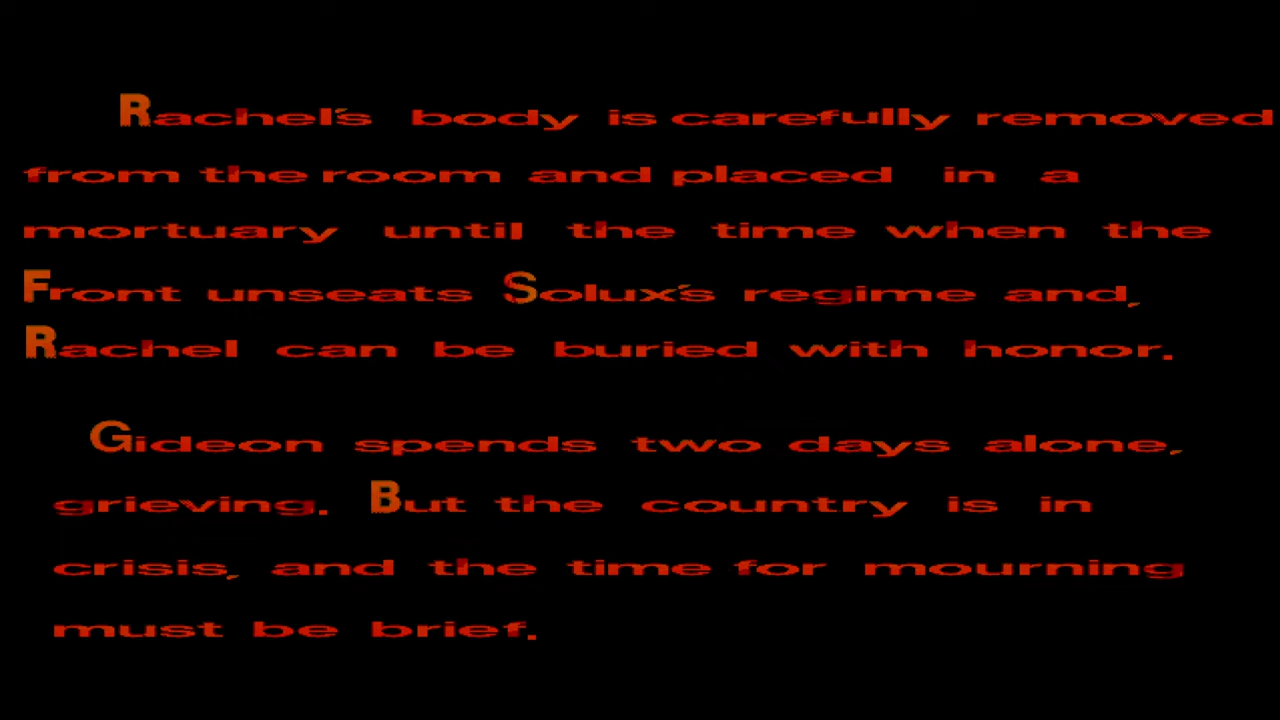 Rachel's body is carefully removed
from the room and placed in a
mortuary until the time when the
Front unseats Solux's regime and,
Rachel can be buried with honor.
Gideon spends two days alone,
grieving. But the country is in
crisis, and the time for mourning
must be brief.